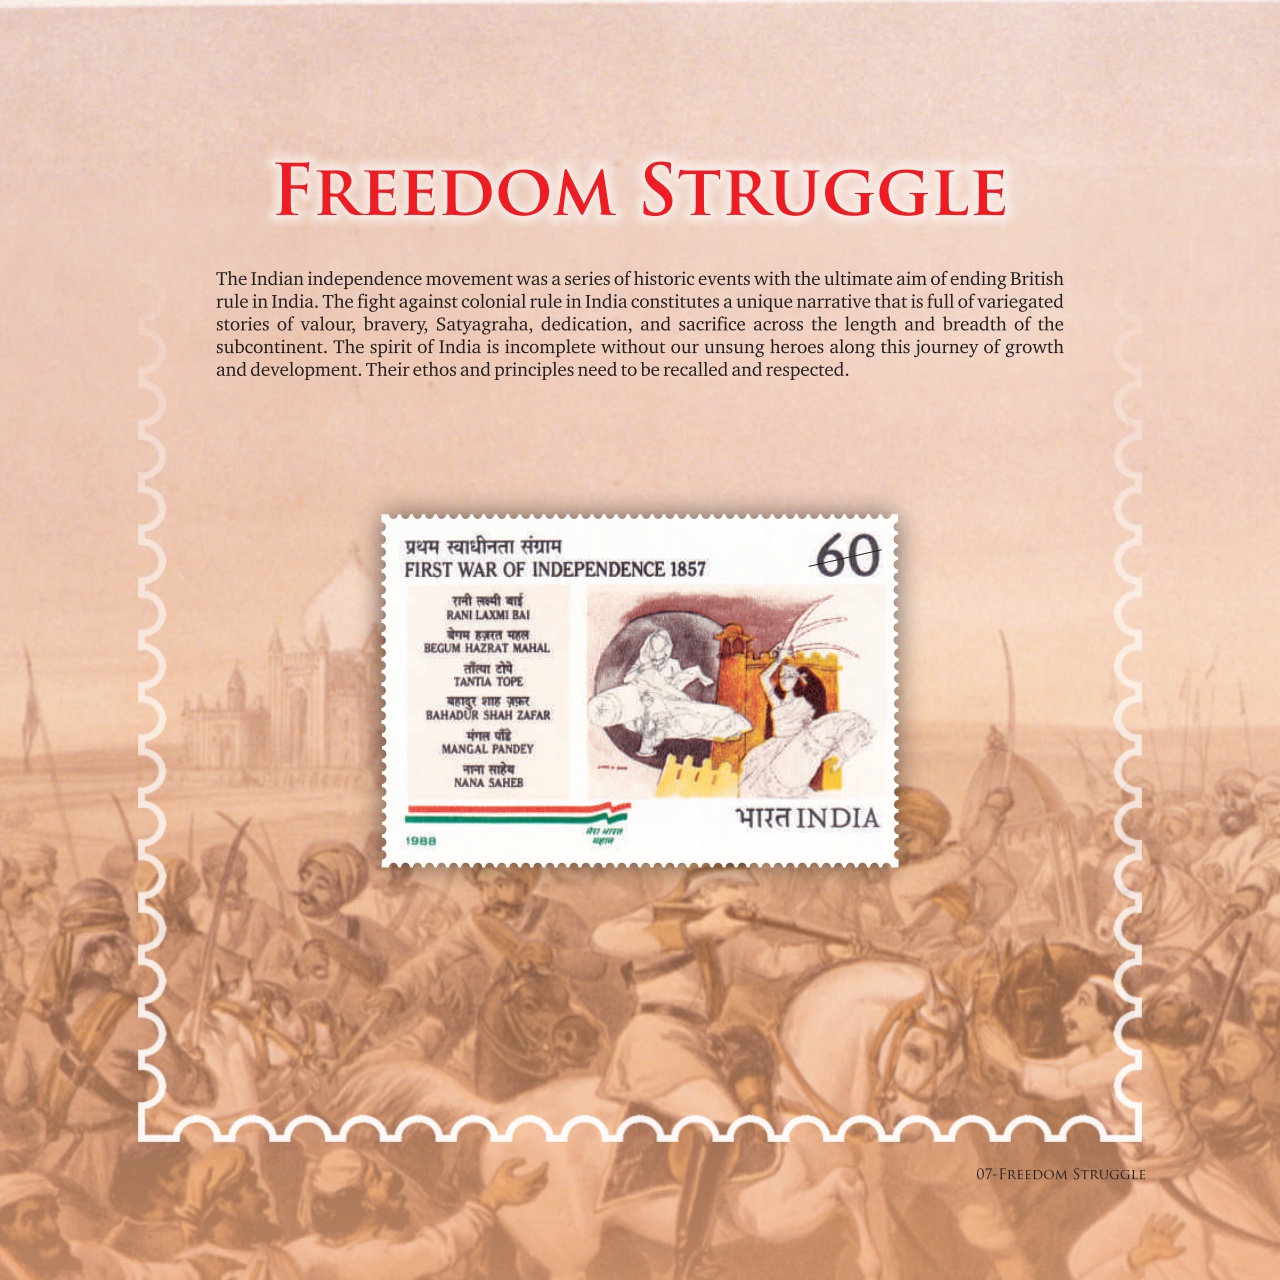 FREEDOM STRUGGLE
The Indian independence movement was a series of historic events with the ultimate aim of ending British
rule in India. The fight against colonial rule in India constitutes a unique narrative that is full of variegated
stories of valour, bravery, Satyagraha, dedication, and sacrifice across the length and breadth of the
subcontinent. The spirit of India is incomplete without our unsung heroes along this journey of growth
and development. Their ethos and principles need to be recalled and respected.
प्रथम स्वाधीनता संग्राम
FIRST WAR OF INDEPENDENCE 1857
60
रानी लक्ष्मी बाई
RANI LAXMI BAI
बेगम हज़रत महल
BEGUM HAZRAT MAHAL
ताँत्या टोपे
TANTIA TOPE
बहादुर शाह ज़फ़र
BAHADUR SHAH ZAFAR
मंगल पाँडे
MANGAL PANDEY
नाना साहेब
NANA SAHEB
मेरा भारत
महान
1988
भारत INDIA
07-FREEDOM STRUGGLE